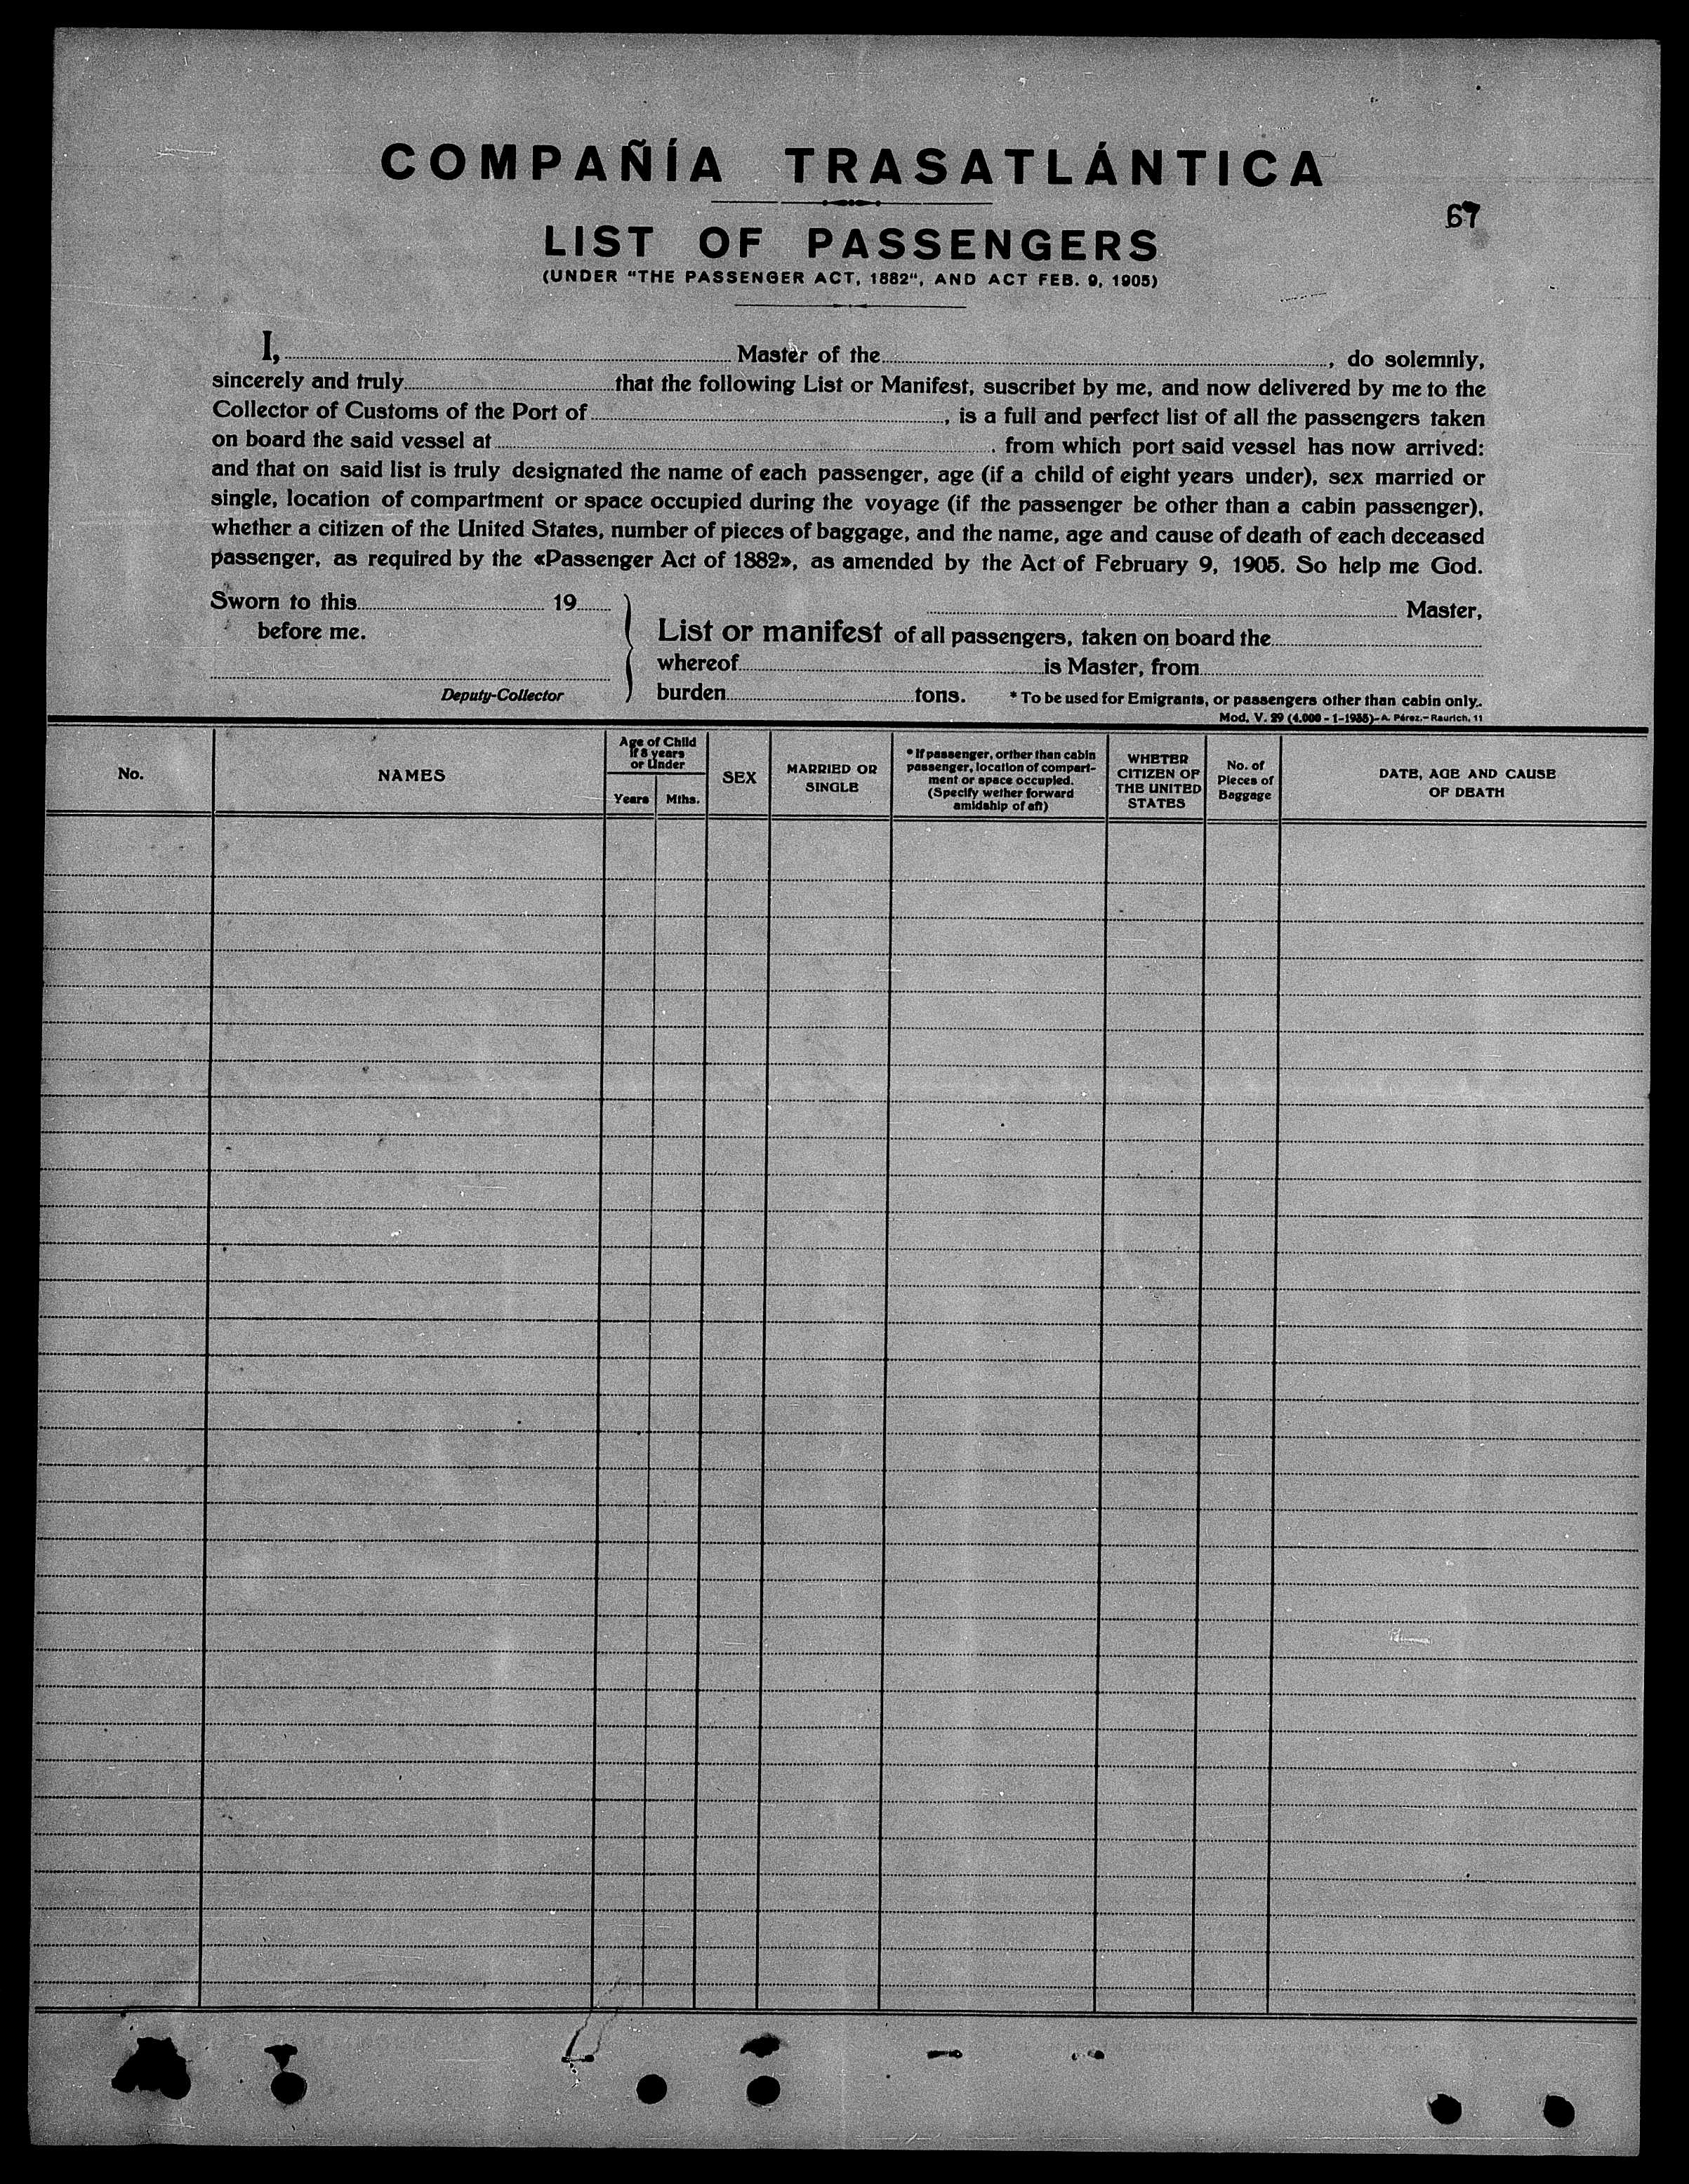 COMPAÑÍA TRASATLÁNTICA
67
LIST OF PASSENGERS
(UNDER "THE PASSENGER ACT, 1882", AND ACT FEB. 9, 1905)
I, Master of the , do solemnly,
sincerely and truly that the following List or Manifest, suscribet by me, and now delivered by me to the
Collector of Customs of the Port of , is a full and perfect list of all the passengers taken
on board the said vessel at , from which port said vessel has now arrived:
and that on said list is truly designated the name of each passenger, age (if a child of eight years under), sex married or
single, location of compartment or space occupied during the voyage (if the passenger be other than a cabin passenger),
whether a citizen of the United States, number of pieces of baggage, and the name, age and cause of death of each deceased
passenger, as required by the «Passenger Act of 1882», as amended by the Act of February 9, 1905. So help me God.
Sworn to this 19
before me.
Deputy-Collector
Master,
List or manifest of all passengers, taken on board the
whereof is Master, from
burden tons. * To be used for Emigrants, or passengers other than cabin only.
Mod. V. 29 (4.000 - 1-1935)-A. Pérez.-Raurich, 11
No.
NAMES
Age of Child
if 8 years
or Under
Years Mths.
SEX
MARRIED OR
SINGLE
* If passenger, orther than cabin
passenger, location of compart-
ment or space occupied.
(Specify wether forward
amidship of aft)
WHETER
CITIZEN OF
THE UNITED
STATES
No. of
Pieces of
Baggage
DATE, AGE AND CAUSE
OF DEATH